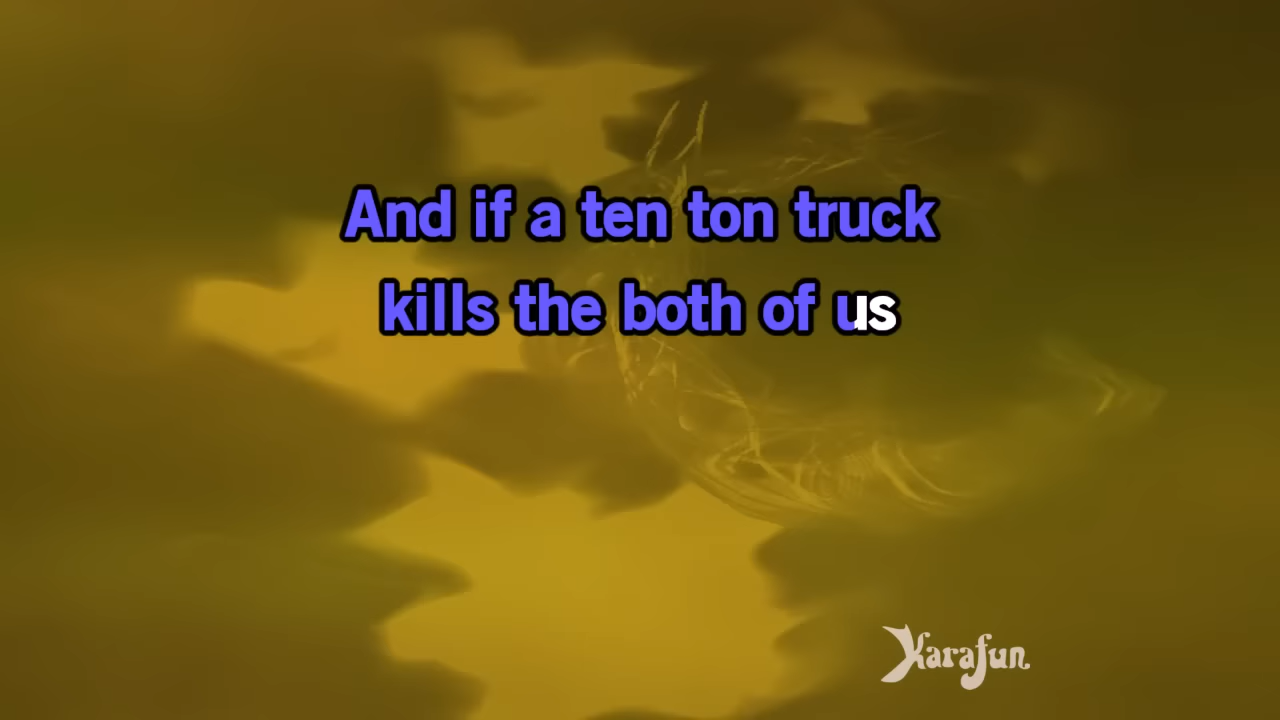 And if a ten ton truck
kills the both of us
Karafun